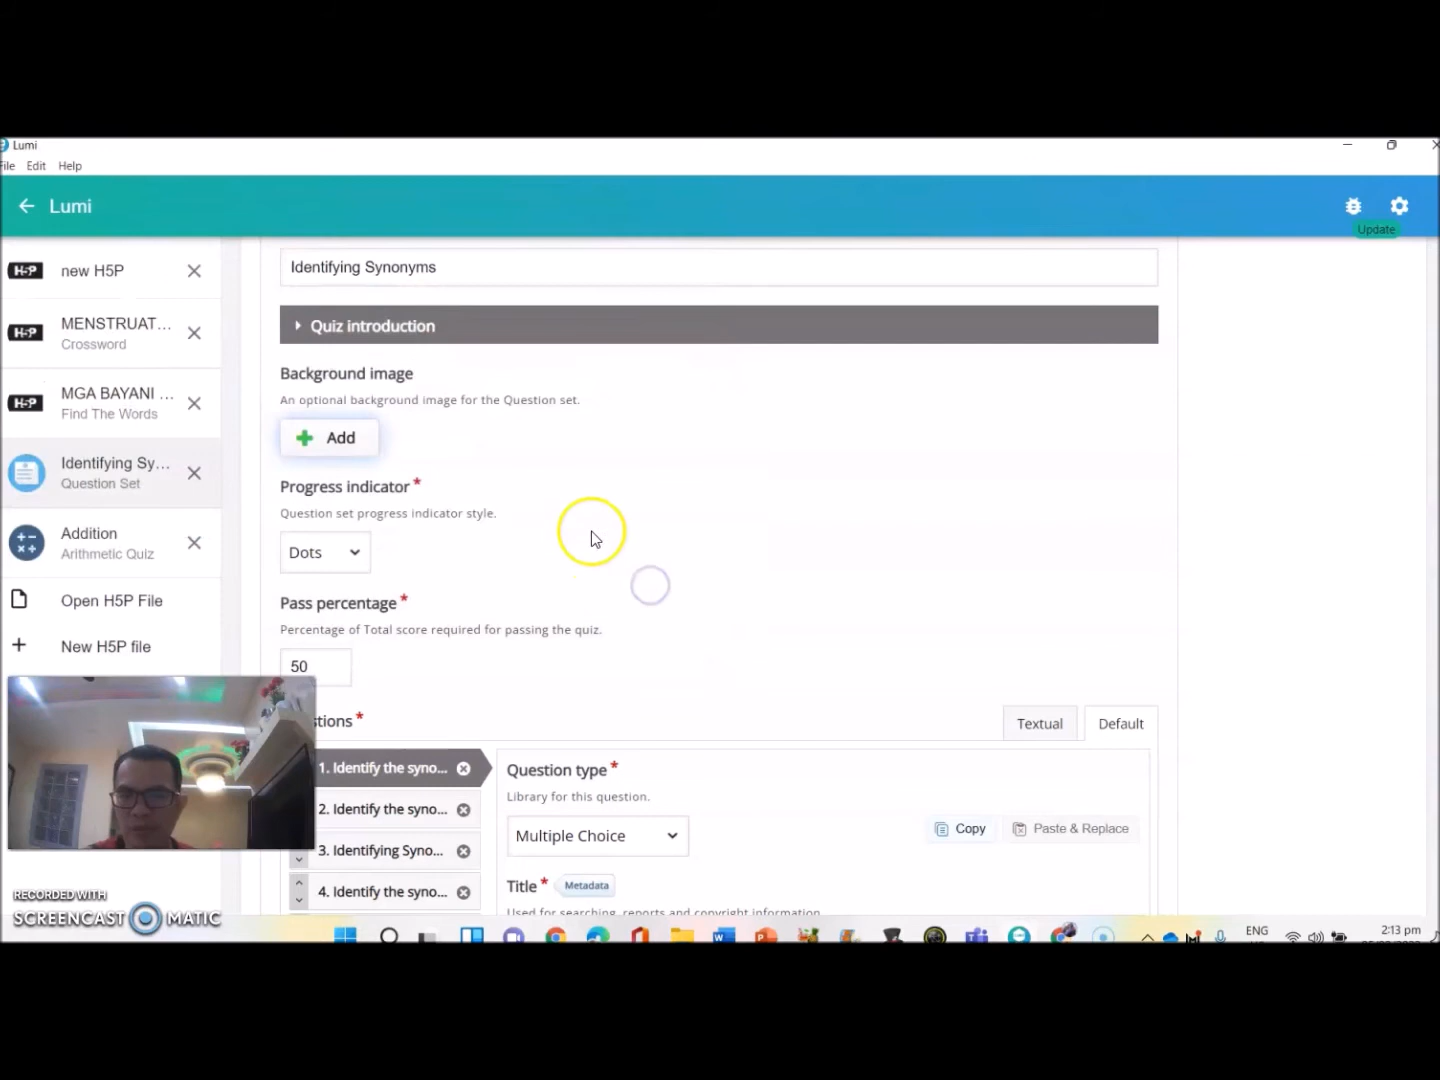 Lumi
File Edit Help
Lumi
Update
H-P new H5P
H-P MENSTRUAT...
Crossword
H-P MGA BAYANI ...
Find The Words
Identifying Sy...
Question Set
Addition
Arithmetic Quiz
Open H5P File
New H5P file
Identifying Synonyms
Quiz introduction
Background image
An optional background image for the Question set.
Add
Progress indicator *
Question set progress indicator style.
Dots
Pass percentage *
Percentage of Total score required for passing the quiz.
50
stions *
Textual Default
1. Identify the syno...
2. Identify the syno...
3. Identifying Syno...
4. Identify the syno...
Question type *
Library for this question.
Multiple Choice
Copy Paste & Replace
Title * Metadata
Used for searching, reports and copyright information
RECORDED WITH
SCREENCAST MATIC
ENG
2:13 pm